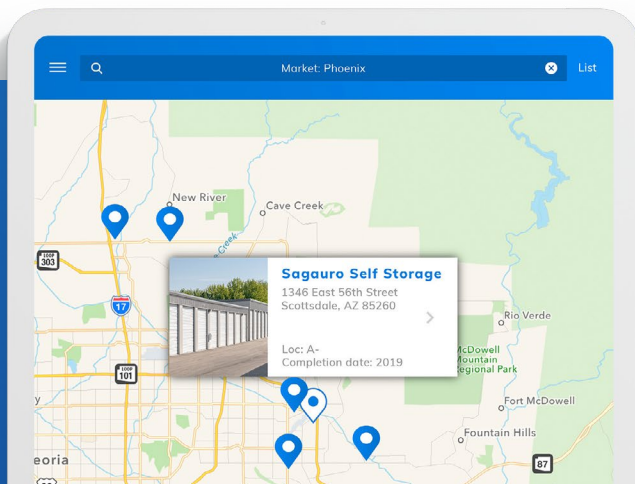 Market: Phoenix
List
New River
Cave Creek
Creek
LOOP
303
Sagauro Self Storage
1346 East 56th Street
Scottsdale, AZ 85260
17
Rio Verde
Loc: A-
Completion date: 2019
McDowell
Mountain
Regional Park
LOOP
101
y
Fort McDowell
Fountain Hills
eoria
87